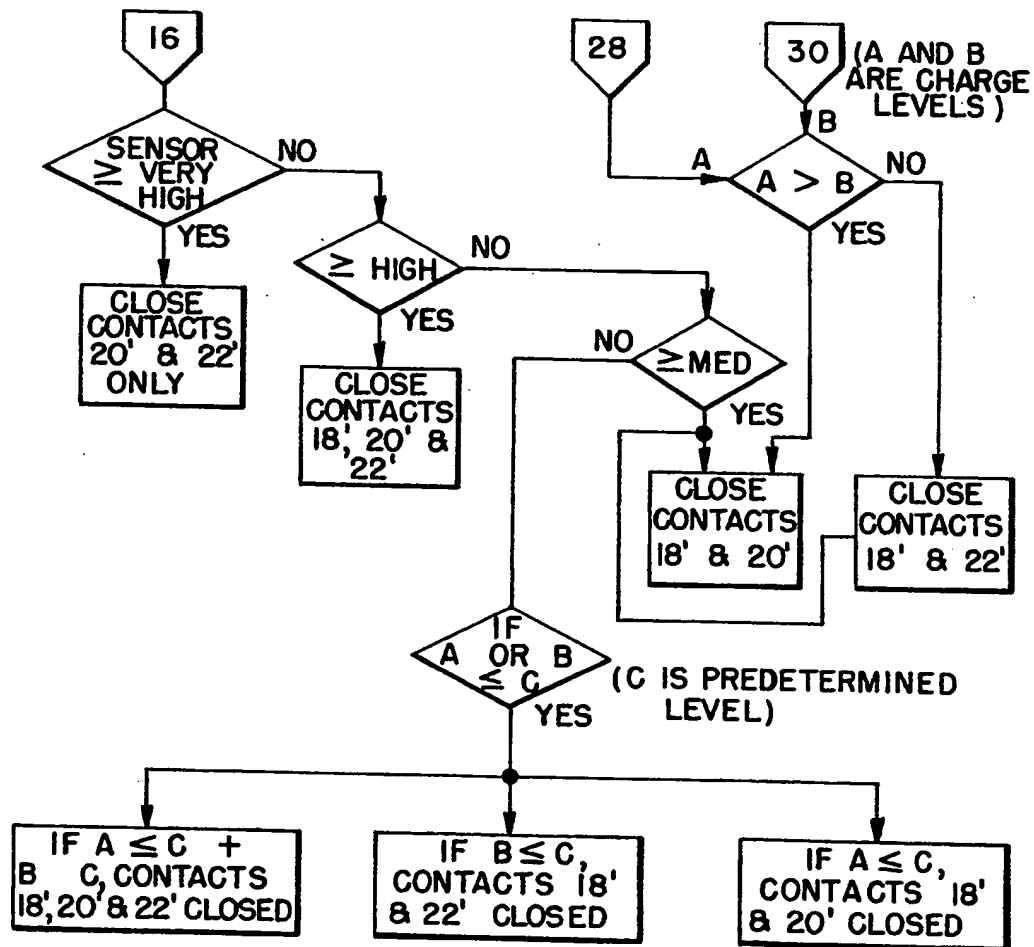 16
28
30
(A AND B
ARE CHARGE
LEVELS)
SENSOR
≥ VERY
HIGH
NO
YES
B
A
A > B
NO
YES
≥ HIGH
NO
YES
CLOSE
CONTACTS
20' & 22'
ONLY
NO
≥MED
YES
CLOSE
CONTACTS
18', 20' &
22'
CLOSE
CONTACTS
18' & 20'
CLOSE
CONTACTS
18' & 22'
IF
A OR B
≤ C
(C IS PREDETERMINED
LEVEL)
YES
IF A ≤ C +
B C, CONTACTS
18', 20' & 22' CLOSED
IF B ≤ C,
CONTACTS 18'
& 22' CLOSED
IF A ≤ C,
CONTACTS 18'
& 20' CLOSED